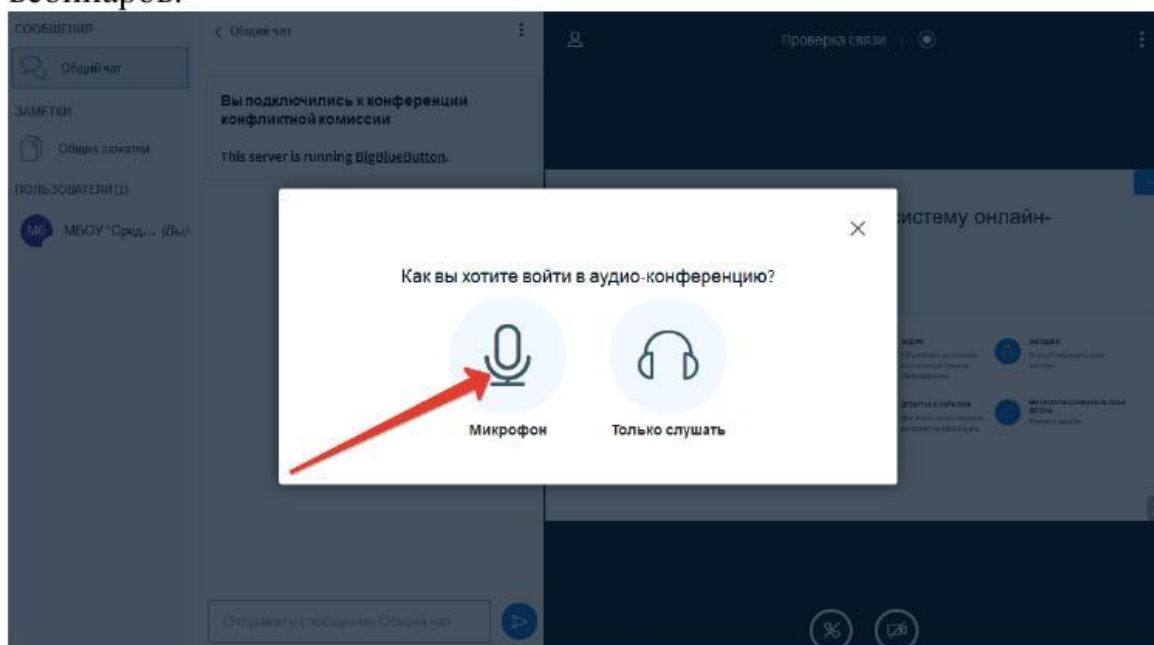 вебинаров.
СООБЩЕНИЯ
Общий чат
ЗАМЕТКИ
Общие заметки
ПОЛЬЗОВАТЕЛИ (1)
Мб МБОУ "Сред... (Вы)
Общий чат
Вы подключились к конференции
конфликтной комиссии
This server is running BigBlueButton.
Отправить сообщение Общий чат
Проверка связи
систему онлайн-
Как вы хотите войти в аудио-конференцию?
Микрофон
Только слушать